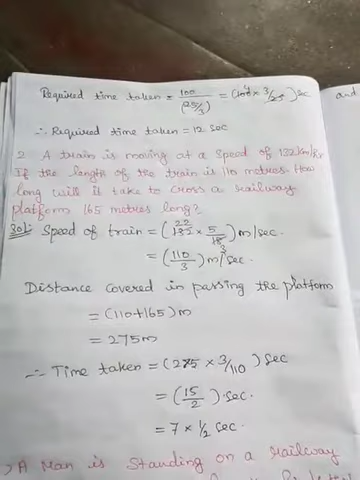 Required time taken = 100/(25/3) = (100 4 × 3/25) sec
and
∴ Required time taken = 12 sec
2. A train is moving at a speed of 132 km/hr
If the length of the train is 110 metres. How
long will it take to cross a railway
platform 165 metres long?
Sol: Speed of train = (132 22 × 5/18 3) m/sec.
= (110/3) m/sec.
Distance covered in passing the platform
= (110+165) m
= 275m
∴ Time taken = (275 × 3/110) sec
= (15/2) sec.
= 7 × 1/2 sec.
A Man is standing on a railway